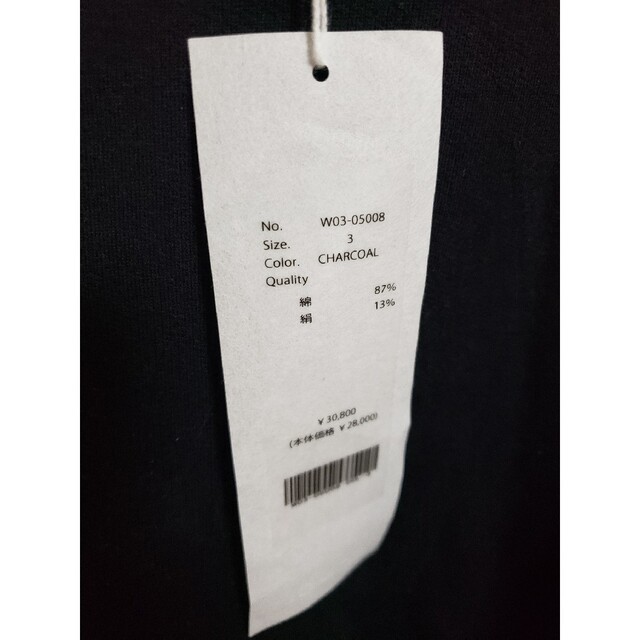 No. W03-05008
Size. 3
Color. CHARCOAL
Quality
綿 87%
絹 13%
¥ 30,800
(本体価格 ¥ 28,000)